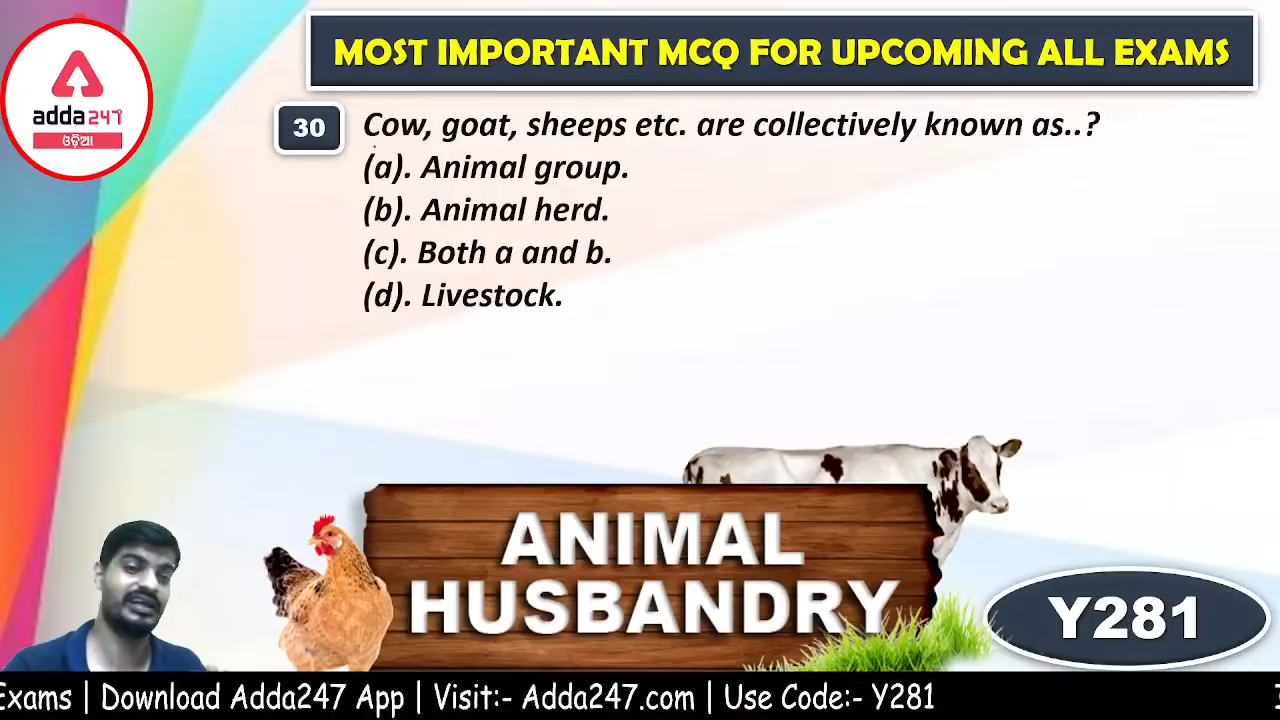 MOST IMPORTANT MCQ FOR UPCOMING ALL EXAMS
adda247
ଓଡ଼ିଆ
30 Cow, goat, sheeps etc. are collectively known as..?
(a). Animal group.
(b). Animal herd.
(c). Both a and b.
(d). Livestock.
ANIMAL
HUSBANDRY
Y281
Exams | Download Adda247 App | Visit:- Adda247.com | Use Code:- Y281